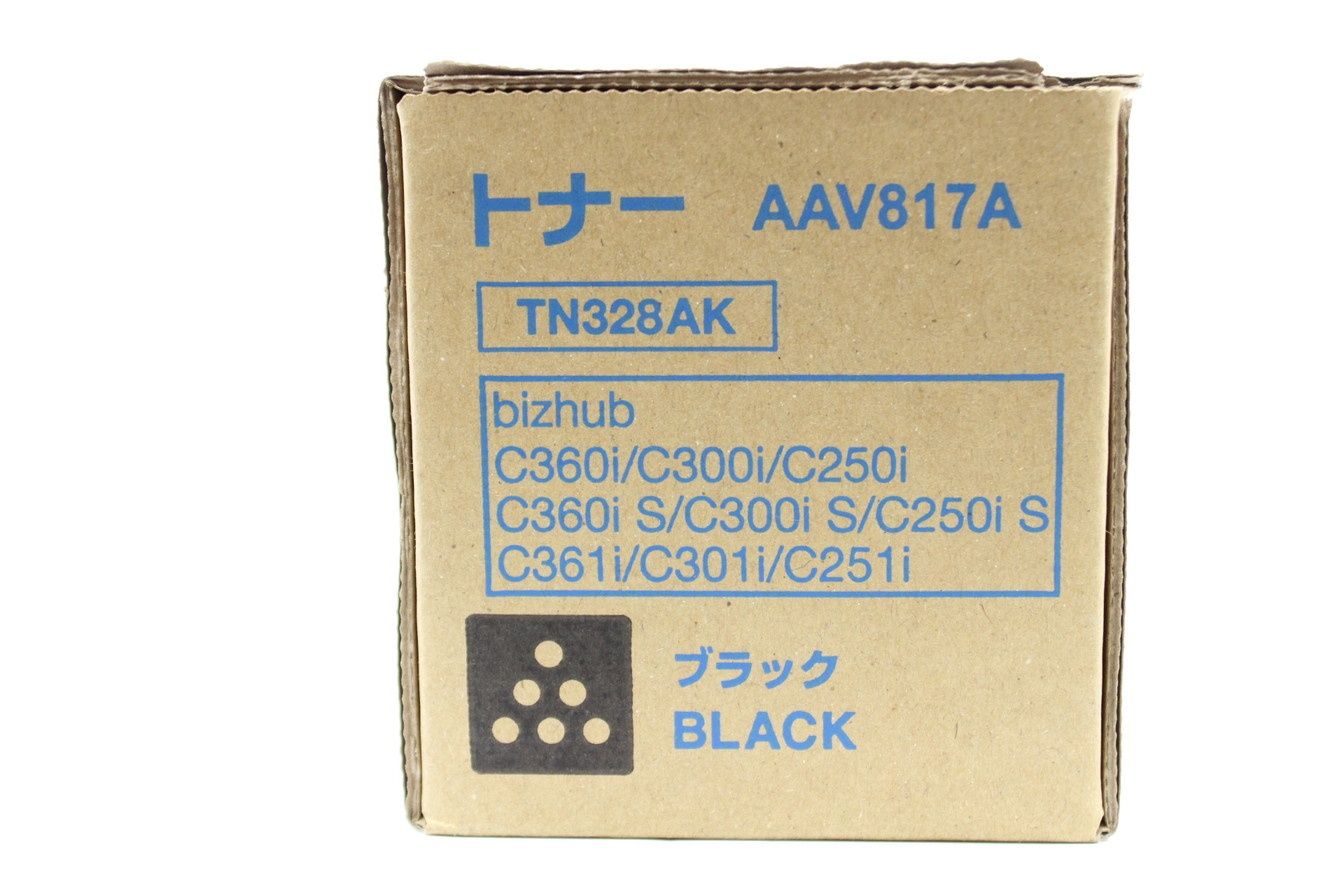 トナー AAV817A
TN328AK
bizhub
C360i/C300i/C250i
C360i S/C300i S/C250i S
C361i/C301i/C251i
ブラック
BLACK